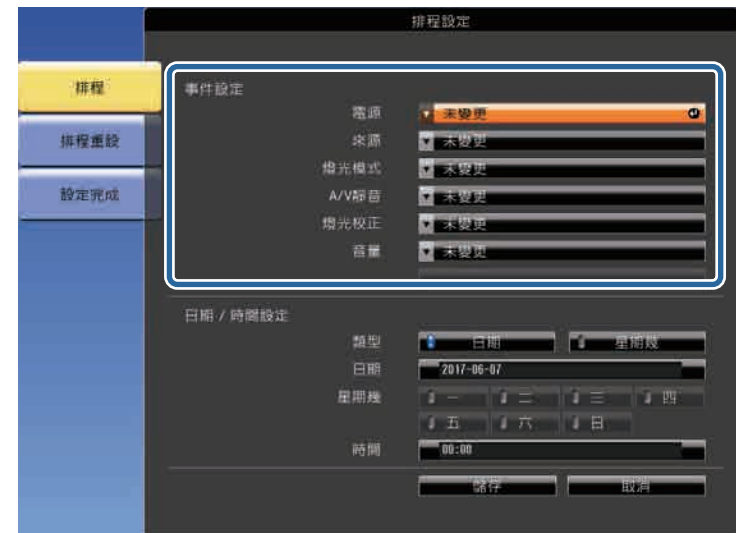 排程設定
排程
排程重設
設定完成
事件設定
電源 未變更
來源 未變更
燈光模式 未變更
A/V靜音 未變更
燈光校正 未變更
音量 未變更
日期 / 時間設定
類型 日期 星期幾
日期 2017-06-07
星期幾 一 二 三 四
五 六 日
時間 00:00
儲存 取消